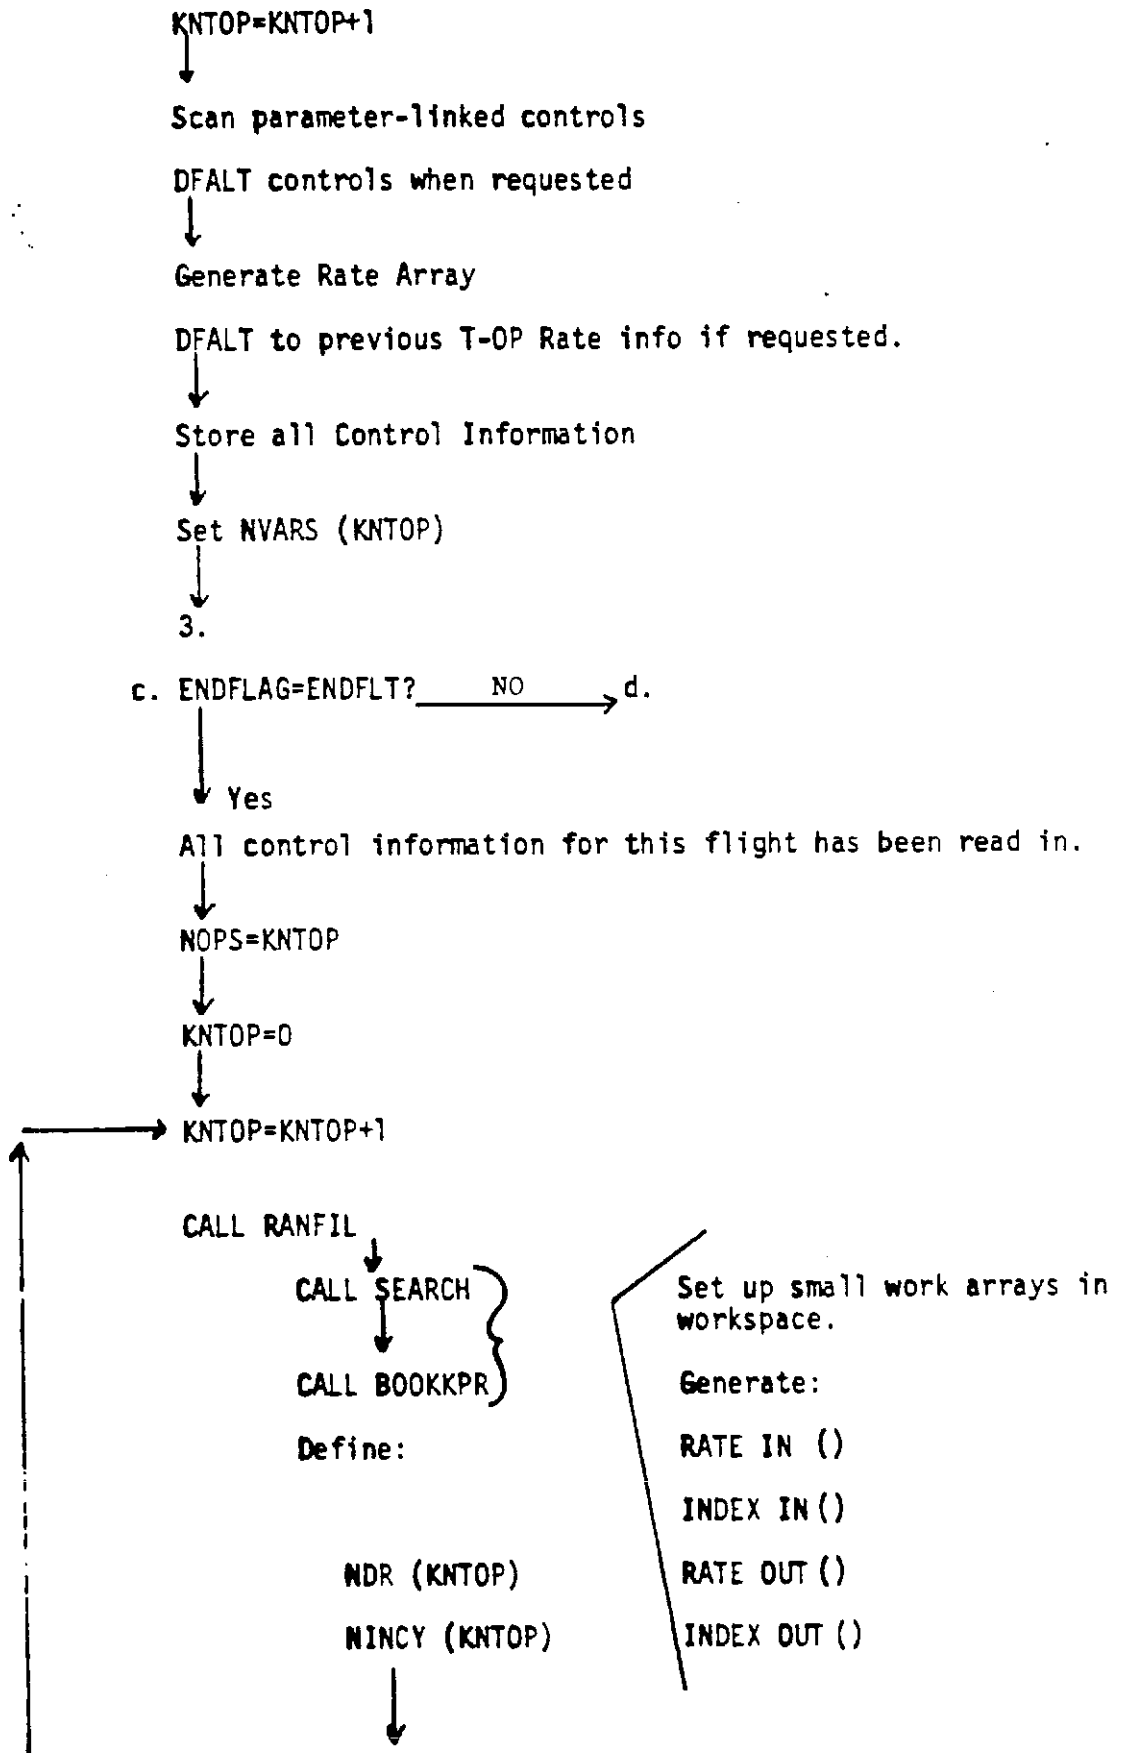 KNTOP=KNTOP+1
Scan parameter-linked controls
DFALT controls when requested
Generate Rate Array
DFALT to previous T-OP Rate info if requested.
Store all Control Information
Set NVARS (KNTOP)
3.
c. ENDFLAG=ENDFLT? NO d.
Yes
All control information for this flight has been read in.
NOPS=KNTOP
KNTOP=0
KNTOP=KNTOP+1
CALL RANFIL
CALL SEARCH
CALL BOOKKPR
Define:
NDR (KNTOP)
NINCY (KNTOP)
Set up small work arrays in
workspace.
Generate:
RATE IN ()
INDEX IN ()
RATE OUT ()
INDEX OUT ()